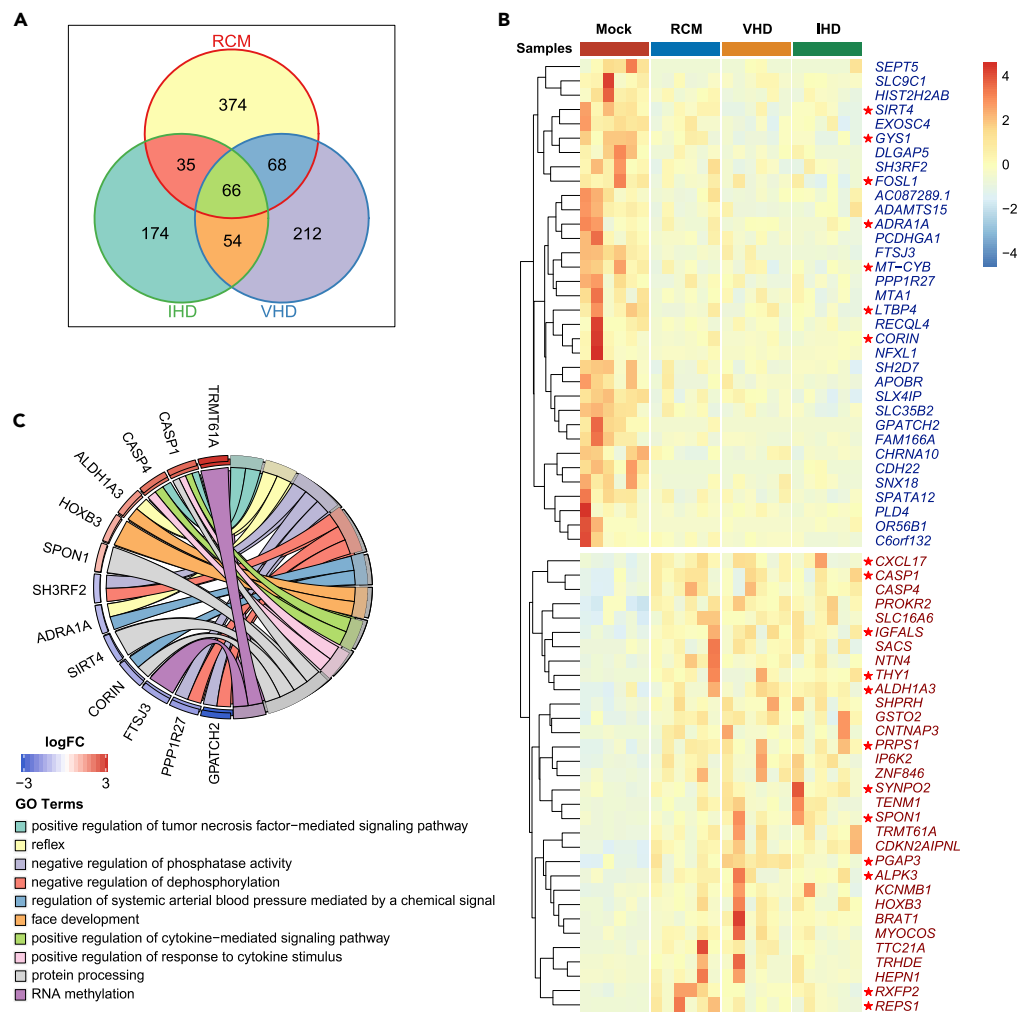 A
RCM
374
35
68
66
174
54
212
IHD
VHD
B
Mock
RCM
VHD
IHD
Samples
SEPT5
SLC9C1
HIST2H2AB
★SIRT4
EXOSC4
★GYS1
DLGAP5
SH3RF2
★FOSL1
AC087289.1
ADAMTS15
★ADRA1A
PCDHGA1
FTSJ3
★MT−CYB
PPP1R27
MTA1
★LTBP4
RECQL4
★CORIN
NFXL1
SH2D7
APOBR
SLX4IP
SLC35B2
GPATCH2
FAM166A
CHRNA10
CDH22
SNX18
SPATA12
PLD4
OR56B1
C6orf132
★CXCL17
★CASP1
CASP4
PROKR2
SLC16A6
★IGFALS
SACS
NTN4
★THY1
★ALDH1A3
SHPRH
GSTO2
CNTNAP3
★PRPS1
IP6K2
ZNF846
★SYNPO2
TENM1
★SPON1
TRMT61A
CDKN2AIPNL
★PGAP3
★ALPK3
KCNMB1
HOXB3
BRAT1
MYOCOS
TTC21A
TRHDE
HEPN1
★RXFP2
★REPS1
4
2
0
−2
−4
C
TRMT61A
CASP1
CASP4
ALDH1A3
HOXB3
SPON1
SH3RF2
ADRA1A
SIRT4
CORIN
FTSJ3
PPP1R27
GPATCH2
logFC
−3
3
GO Terms
positive regulation of tumor necrosis factor−mediated signaling pathway
reflex
negative regulation of phosphatase activity
negative regulation of dephosphorylation
regulation of systemic arterial blood pressure mediated by a chemical signal
face development
positive regulation of cytokine−mediated signaling pathway
positive regulation of response to cytokine stimulus
protein processing
RNA methylation